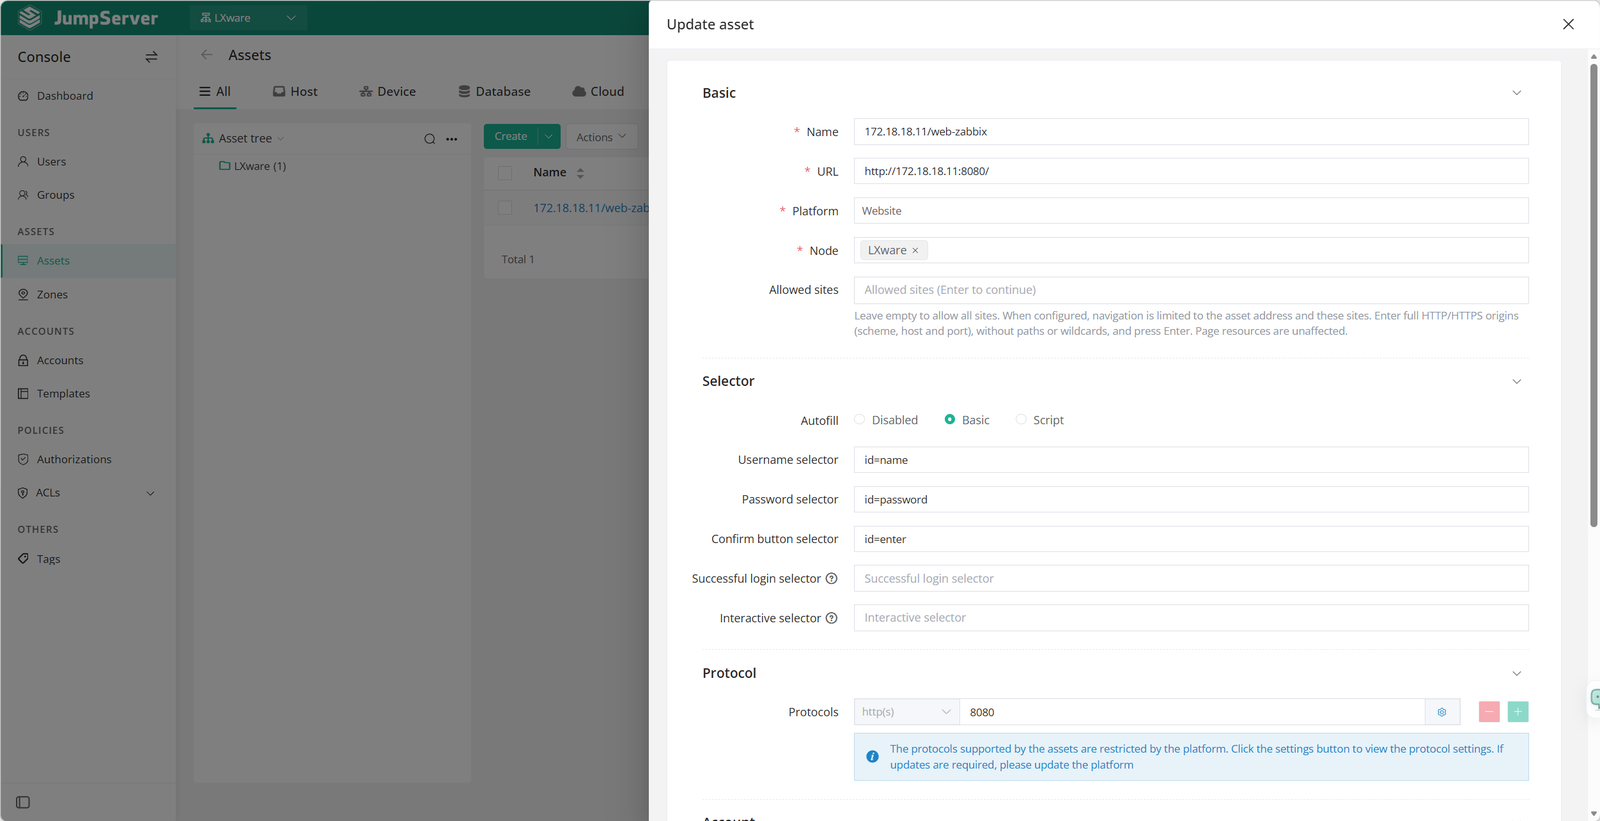 JumpServer
LXware
Console
Dashboard
USERS
Users
Groups
ASSETS
Assets
Zones
ACCOUNTS
Accounts
Templates
POLICIES
Authorizations
ACLs
OTHERS
Tags
Assets
All
Host
Device
Database
Cloud
Asset tree
LXware (1)
Create
Actions
Name
172.18.18.11/web-zab
Total 1
Update asset
Basic
* Name
172.18.18.11/web-zabbix
* URL
http://172.18.18.11:8080/
* Platform
Website
* Node
LXware ×
Allowed sites
Allowed sites (Enter to continue)
Leave empty to allow all sites. When configured, navigation is limited to the asset address and these sites. Enter full HTTP/HTTPS origins
(scheme, host and port), without paths or wildcards, and press Enter. Page resources are unaffected.
Selector
Autofill
Disabled
Basic
Script
Username selector
id=name
Password selector
id=password
Confirm button selector
id=enter
Successful login selector
Successful login selector
Interactive selector
Interactive selector
Protocol
Protocols
http(s)
8080
The protocols supported by the assets are restricted by the platform. Click the settings button to view the protocol settings. If
updates are required, please update the platform
Account